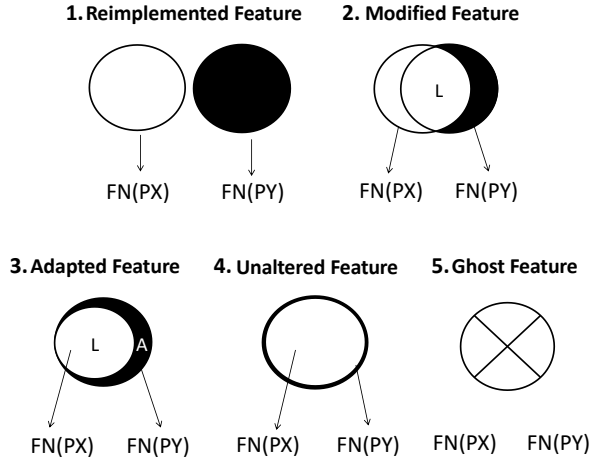 1. Reimplemented Feature
2. Modified Feature
L
FN(PX)
FN(PY)
FN(PX)
FN(PY)
3. Adapted Feature
4. Unaltered Feature
5. Ghost Feature
L
A
FN(PX)
FN(PY)
FN(PX)
FN(PY)
FN(PX)
FN(PY)